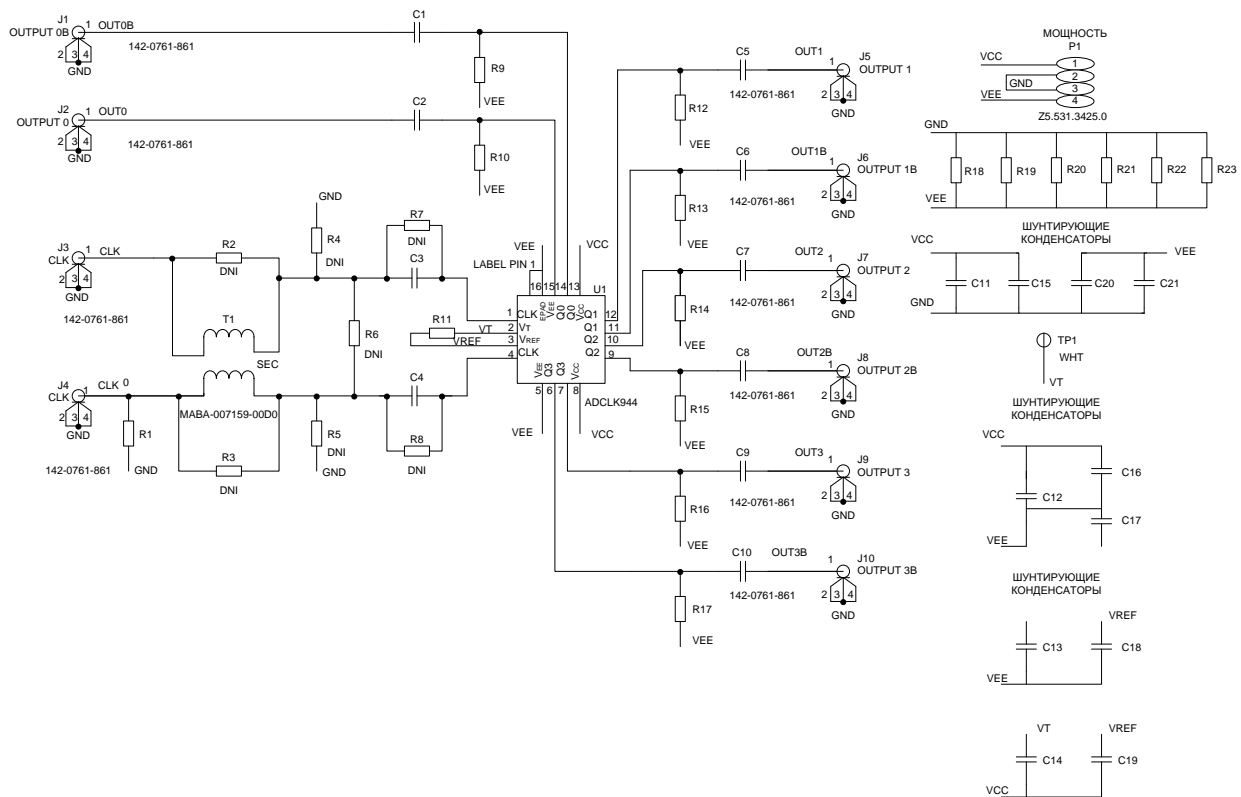 J1
OUTPUT 0B
1
OUT0B
2 3 4
GND
142-0761-861
C1
R9
VEE
J2
OUTPUT 0
1
OUT0
2 3 4
GND
142-0761-861
C2
R10
VEE
J3
CLK
1
CLK
2 3 4
GND
142-0761-861
R2
DNI
T1
SEC
GND
R4
DNI
R7
DNI
C3
R6
DNI
R11
VT
VREF
J4
CLK
1
CLK 0
2 3 4
GND
142-0761-861
R1
GND
MABA-007159-00D0
R3
DNI
R5
DNI
GND
C4
R8
DNI
VEE
LABEL PIN 1
VCC
U1
16 15 14 13
EPAD VEE Q0 Q0 VCC
1 CLK
2 VT
3 VREF
4 CLK
Q1 12
Q1 11
Q2 10
Q2 9
VEE Q3 Q3 VCC
5 6 7 8
ADCLK944
VEE
VCC
C5
OUT1
1
J5
OUTPUT 1
142-0761-861
2 3 4
GND
R12
VEE
C6
OUT1B
1
J6
OUTPUT 1B
142-0761-861
2 3 4
GND
R13
VEE
C7
OUT2
1
J7
OUTPUT 2
142-0761-861
2 3 4
GND
R14
VEE
C8
OUT2B
1
J8
OUTPUT 2B
142-0761-861
2 3 4
GND
R15
VEE
C9
OUT3
1
J9
OUTPUT 3
142-0761-861
2 3 4
GND
R16
VEE
C10
OUT3B
1
J10
OUTPUT 3B
142-0761-861
2 3 4
GND
R17
VEE
МОЩНОСТЬ
P1
VCC
1
2
GND
3
VEE
4
Z5.531.3425.0
GND
R18
R19
R20
R21
R22
R23
VEE
ШУНТИРУЮЩИЕ
КОНДЕНСАТОРЫ
VCC
VEE
C11
C15
C20
C21
GND
TP1
WHT
VT
ШУНТИРУЮЩИЕ
КОНДЕНСАТОРЫ
VCC
C16
C12
C17
VEE
ШУНТИРУЮЩИЕ
КОНДЕНСАТОРЫ
VREF
C13
C18
VEE
VT
VREF
C14
C19
VCC